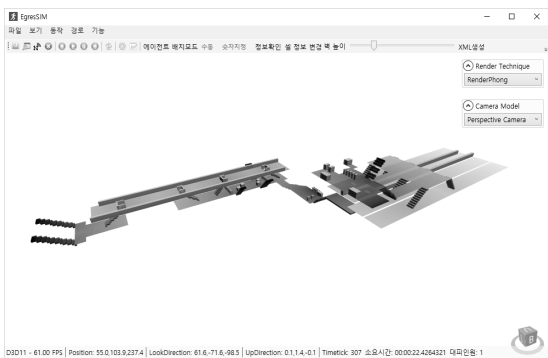 EgresSIM
파일 보기 동작 경로 기능
에이전트 배치모드 수동 숫자지정 정보확인 셀 정보 변경 벽 높이 XML생성
Render Technique
RenderPhong
Camera Model
Perspective Camera
D3D11 - 61.00 FPS Position: 55.0,103.9,237.4 LookDirection: 61.6,-71.6,-98.5 UpDirection: 0.1,1.4,-0.1 Timetick: 307 소요시간: 00:00:22.4264321 대피인원: 1